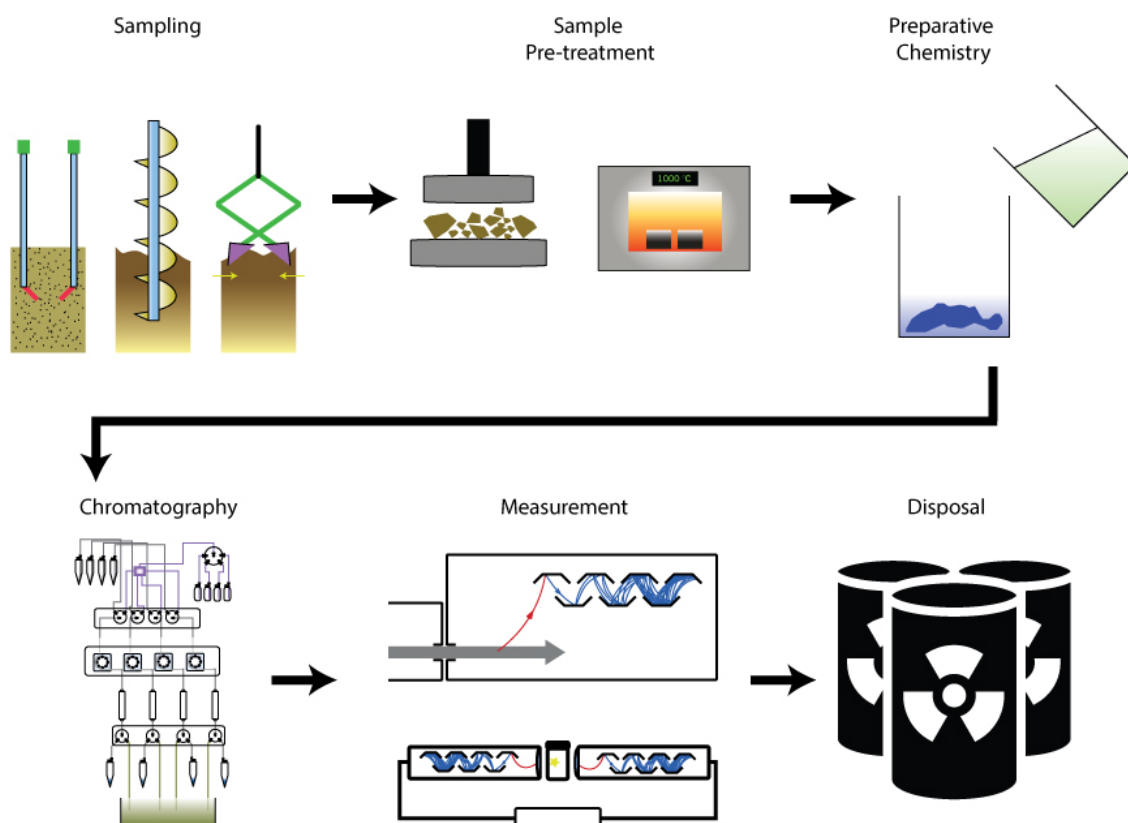 Sampling
Sample
Pre-treatment
Preparative
Chemistry
1000 °C
Chromatography
Measurement
Disposal